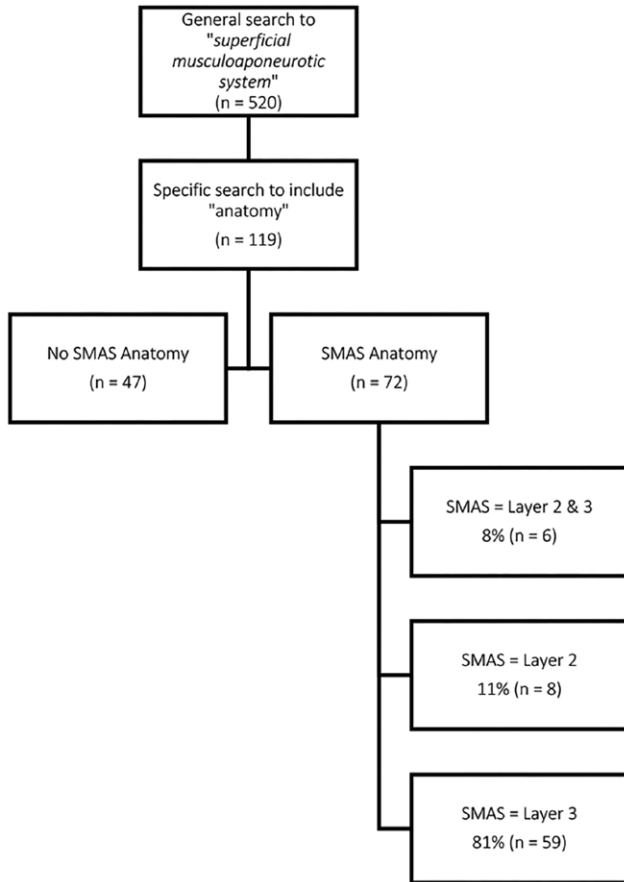 General search to
"superficial
musculoaponeurotic
system"
(n = 520)
Specific search to include
"anatomy"
(n = 119)
No SMAS Anatomy
(n = 47)
SMAS Anatomy
(n = 72)
SMAS = Layer 2 & 3
8% (n = 6)
SMAS = Layer 2
11% (n = 8)
SMAS = Layer 3
81% (n = 59)